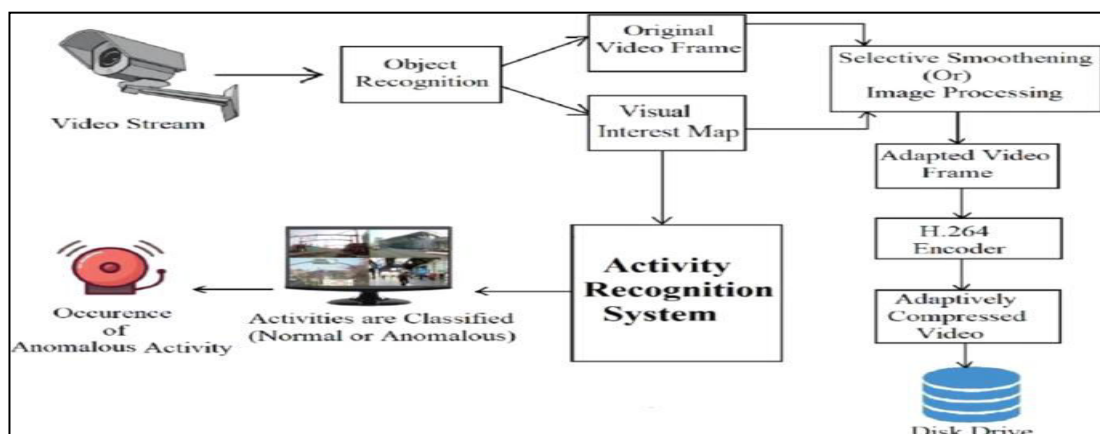 Video Stream
Object
Recognition
Original
Video Frame
Visual
Interest Map
Selective Smoothening
(Or)
Image Processing
Adapted Video
Frame
H.264
Encoder
Adaptively
Compressed
Video
Disk Drive
Activity
Recognition
System
Activities are Classified
(Normal or Anomalous)
Occurence
of
Anomalous Activity